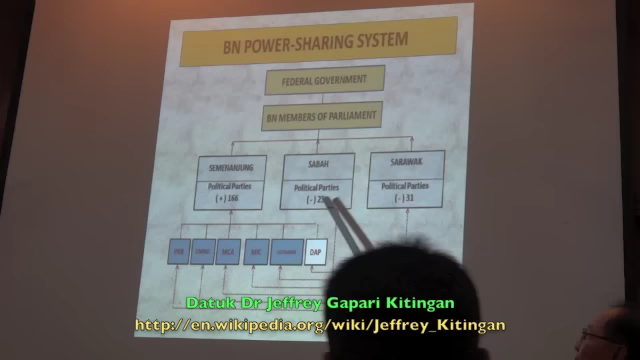 BN POWER-SHARING SYSTEM
FEDERAL GOVERNMENT
BN MEMBERS OF PARLIAMENT
SEMENANJUNG
Political Parties
(+) 166
SABAH
Political Parties
(-)
SARAWAK
Political Parties
(-) 31
MCA
DAP
Datuk Dr Jeffrey Gapari Kitingan
http://en.wikipedia.org/wiki/Jeffrey_Kitingan